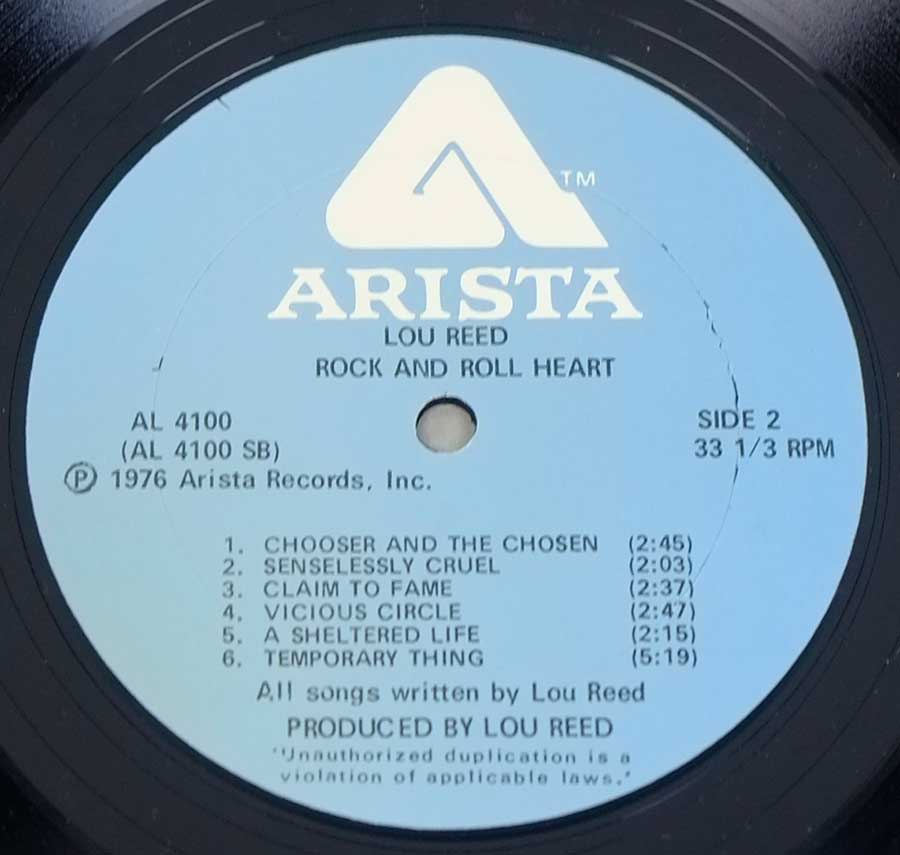 TM
ARISTA
LOU REED
ROCK AND ROLL HEART
AL 4100
(AL 4100 SB)
Ⓟ 1976 Arista Records, Inc.
SIDE 2
33 1/3 RPM
1. CHOOSER AND THE CHOSEN (2:45)
2. SENSELESSLY CRUEL (2:03)
3. CLAIM TO FAME (2:37)
4. VICIOUS CIRCLE (2:47)
5. A SHELTERED LIFE (2:15)
6. TEMPORARY THING (5:19)
All songs written by Lou Reed
PRODUCED BY LOU REED
"Unauthorized duplication is a
violation of applicable laws."